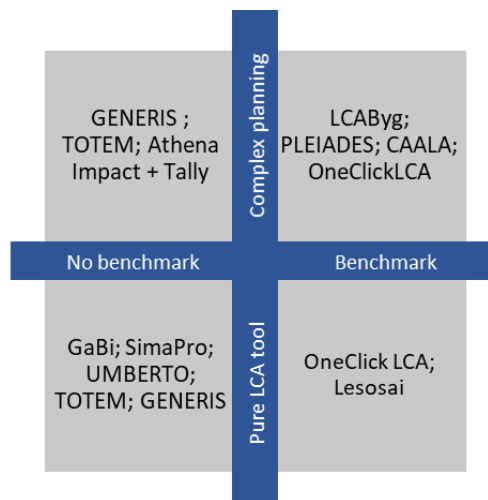 GENERIS ;
TOTEM; Athena
Impact + Tally
Complex planning
LCAByg;
PLEIADES; CAALA;
OneClickLCA
No benchmark
Benchmark
GaBi; SimaPro;
UMBERTO;
TOTEM; GENERIS
Pure LCA tool
OneClick LCA;
Lesosai